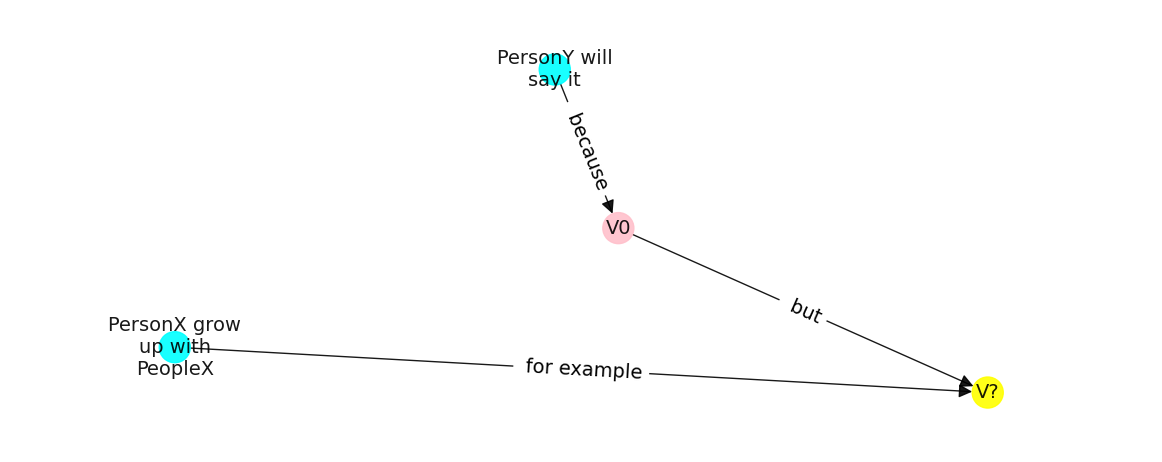 PersonY will
say it
because
V0
but
PersonX grow
up with
PeopleX
for example
V?